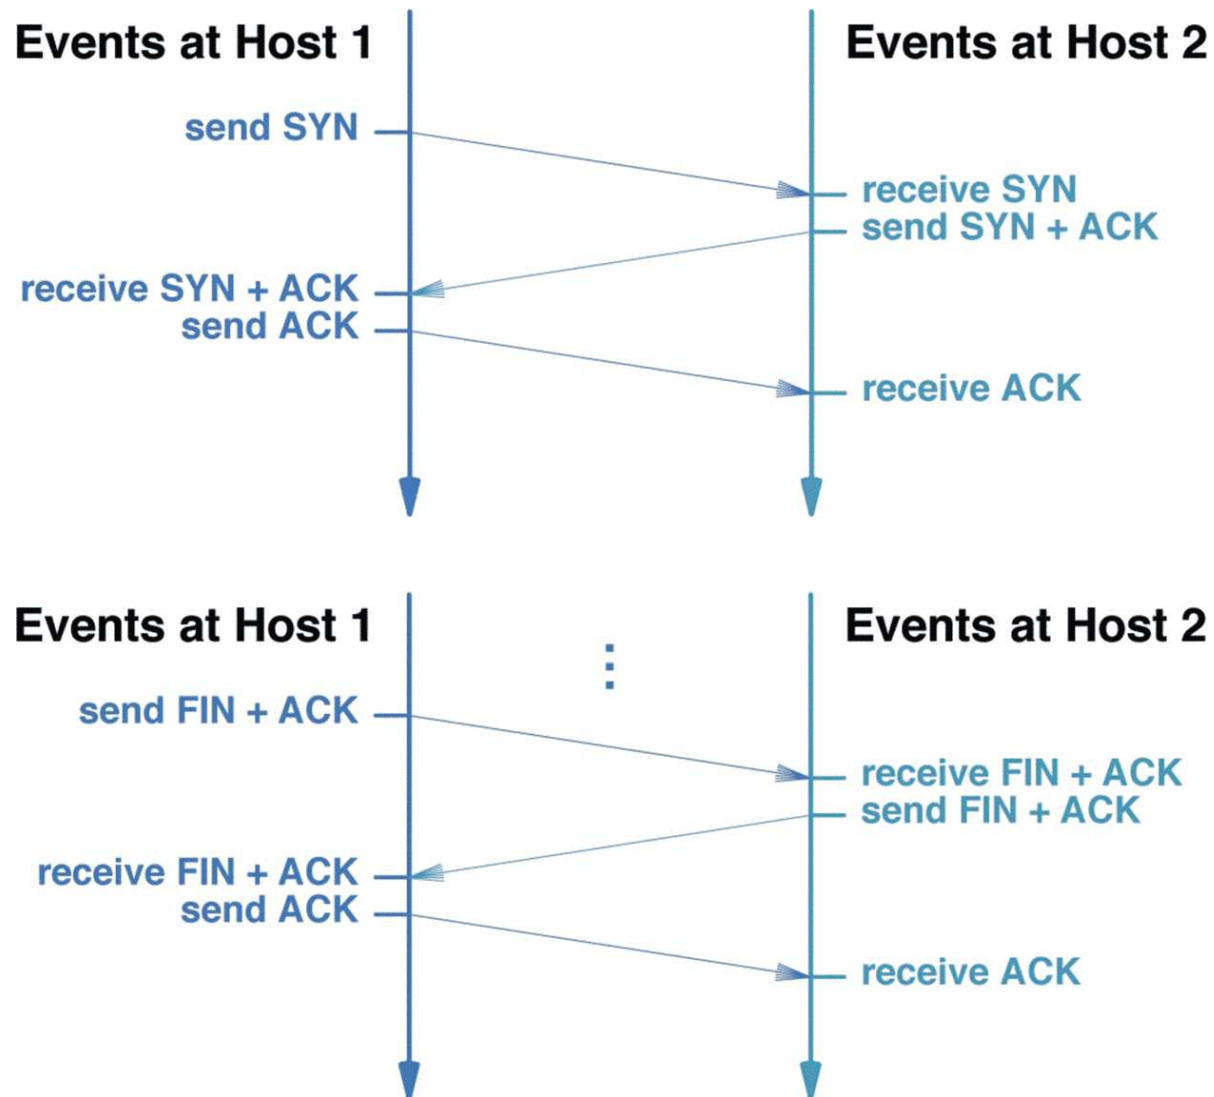 Events at Host 1
Events at Host 2
send SYN
receive SYN
send SYN + ACK
receive SYN + ACK
send ACK
receive ACK
Events at Host 1
Events at Host 2
send FIN + ACK
receive FIN + ACK
send FIN + ACK
receive FIN + ACK
send ACK
receive ACK